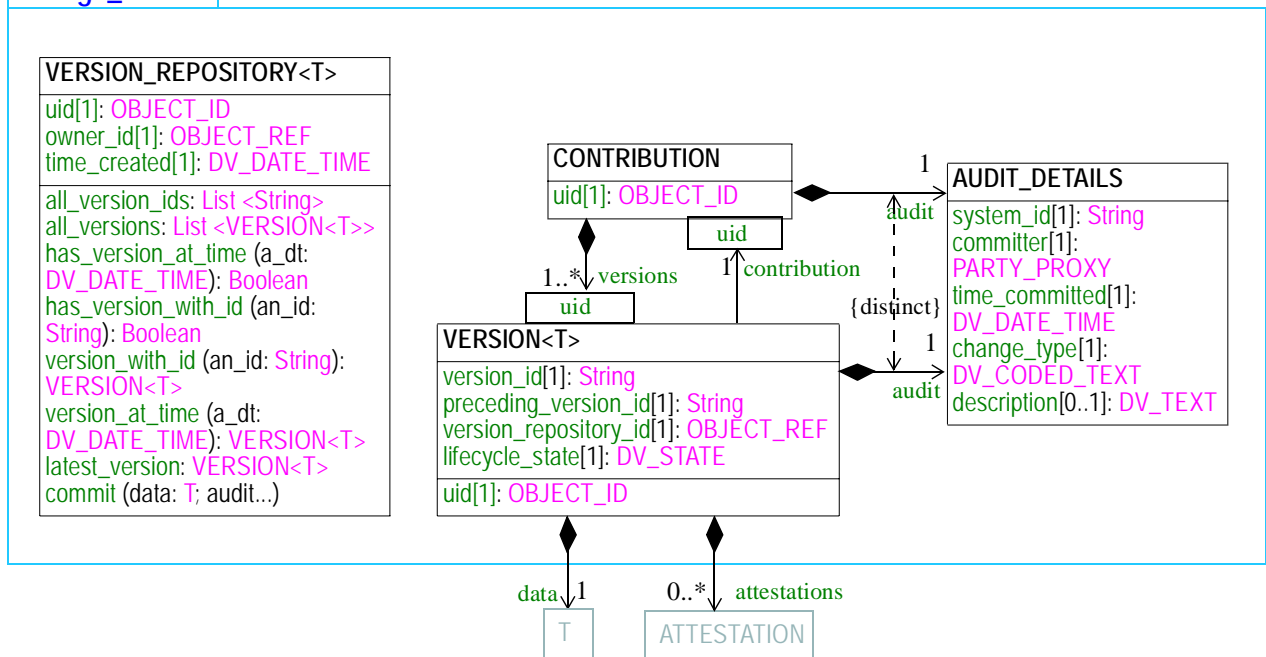 VERSION_REPOSITORY<T>
uid[1]: OBJECT_ID
owner_id[1]: OBJECT_REF
time_created[1]: DV_DATE_TIME
all_version_ids: List <String>
all_versions: List <VERSION<T>>
has_version_at_time (a_dt:
DV_DATE_TIME): Boolean
has_version_with_id (an_id:
String): Boolean
version_with_id (an_id: String):
VERSION<T>
version_at_time (a_dt:
DV_DATE_TIME): VERSION<T>
latest_version: VERSION<T>
commit (data: T; audit...)
CONTRIBUTION
uid[1]: OBJECT_ID
1
audit
uid
1..* versions
1 contribution
uid
{distinct}
VERSION<T>
version_id[1]: String
preceding_version_id[1]: String
version_repository_id[1]: OBJECT_REF
lifecycle_state[1]: DV_STATE
uid[1]: OBJECT_ID
1
audit
AUDIT_DETAILS
system_id[1]: String
committer[1]:
PARTY_PROXY
time_committed[1]:
DV_DATE_TIME
change_type[1]:
DV_CODED_TEXT
description[0..1]: DV_TEXT
data 1
0..* attestations
T
ATTESTATION